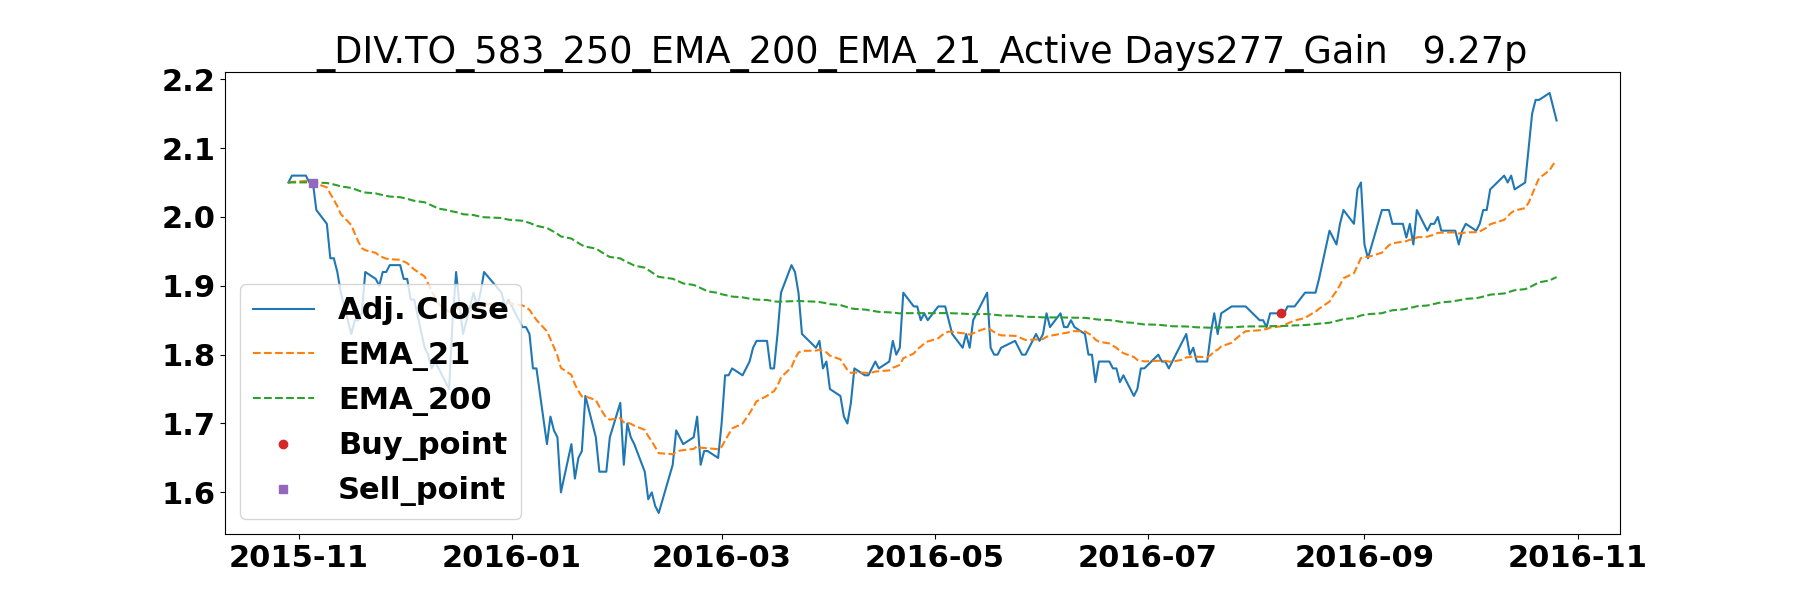 _DIV.TO_583_250_EMA_200_EMA_21_Active Days277_Gain   9.27p
2.2
2.1
2.0
1.9
1.8
1.7
1.6
Adj. Close
EMA_21
EMA_200
Buy_point
Sell_point
2015-11 2016-01 2016-03 2016-05 2016-07 2016-09 2016-11